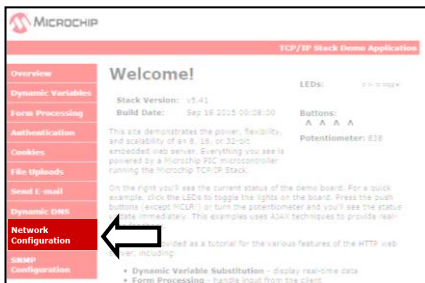 MICROCHIP
TCP/IP Stack Demo Application
Overview
Dynamic Variables
Form Processing
Authentication
Cookies
File Uploads
Send E-mail
Dynamic DNS
Network
Configuration
SNMP
Configuration
Welcome!
Stack Version: v5.41
Build Date: Sep 16 2015 00:08:30
LEDs:
Buttons:
Λ Λ Λ Λ
Potentiometer: 638
This site demonstrates the power, flexibility,
and scalability of an 8, 16, or 32-bit
embedded web server. Everything you see is
powered by a Microchip PIC microcontroller
running the Microchip TCP/IP Stack.
On the right you'll see the current status of the demo board. For a quick
example, click the LEDs to toggle the lights on the board. Press the push
buttons (except MCLR!) or turn the potentiometer and you'll see the status
update immediately. This examples uses AJAX techniques to provide real-
provided as a tutorial for the various features of the HTTP web
server, including:
• Dynamic Variable Substitution - display real-time data
• Form Processing - handle input from the client